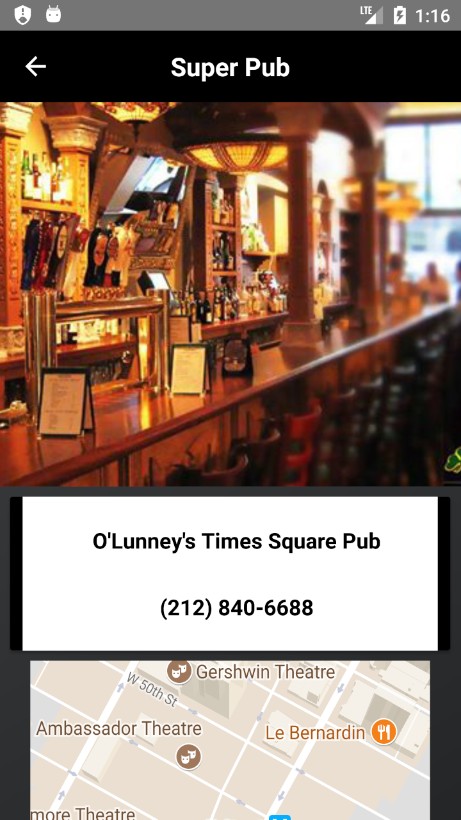 LTE 1:16
Super Pub
O'Lunney's Times Square Pub
(212) 840-6688
Gershwin Theatre
W 50th St
Ambassador Theatre
Le Bernardin
more Theatre